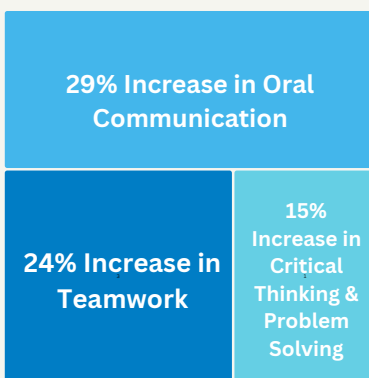 29% Increase in Oral
Communication
24% Increase in
Teamwork
15%
Increase in
Critical
Thinking &
Problem
Solving